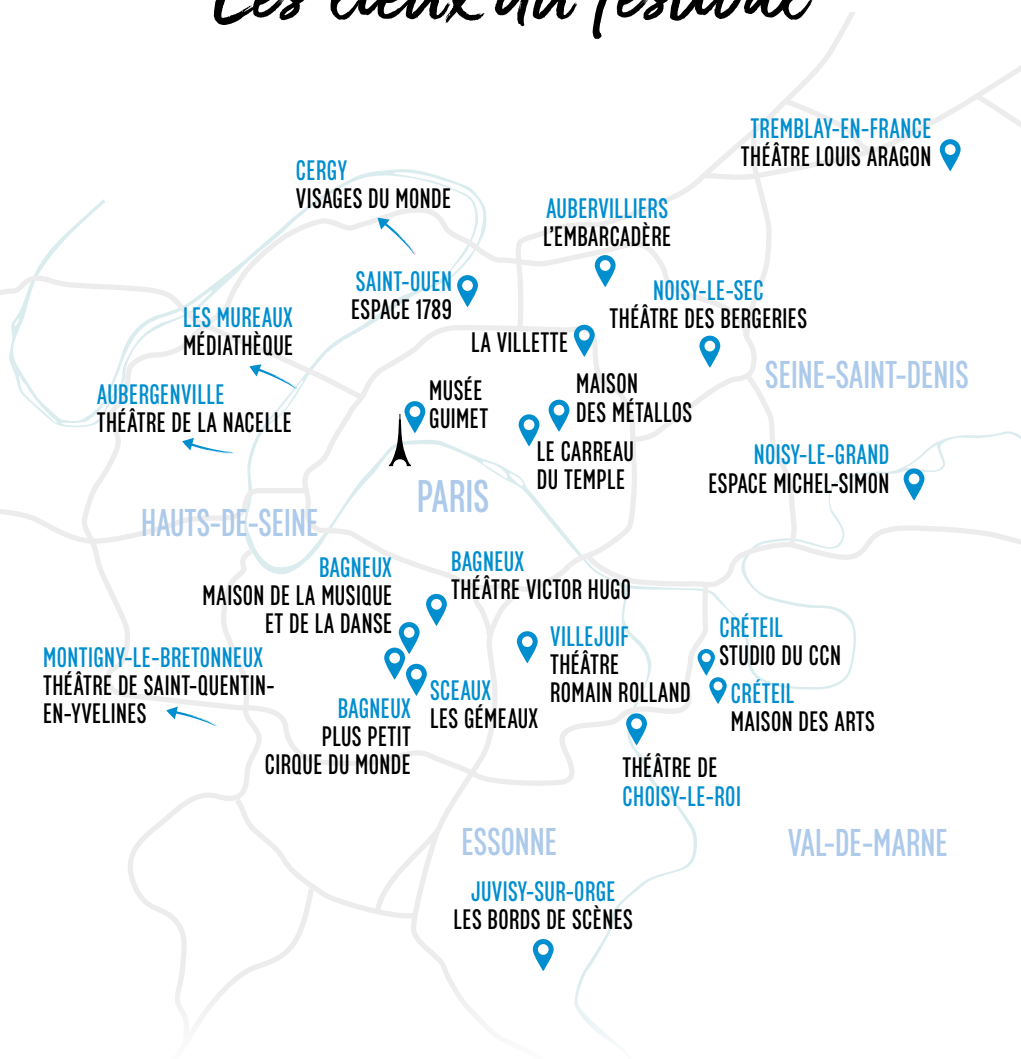 Les lieux du festival
TREMBLAY-EN-FRANCE
THÉÂTRE LOUIS ARAGON
CERGY
VISAGES DU MONDE
AUBERVILLIERS
L'EMBARCADÈRE
SAINT-OUEN
ESPACE 1789
NOISY-LE-SEC
THÉÂTRE DES BERGERIES
LES MUREAUX
MÉDIATHÈQUE
LA VILLETTE
SEINE-SAINT-DENIS
AUBERGENVILLE
THÉÂTRE DE LA NACELLE
MUSÉE
GUIMET
MAISON
DES MÉTALLOS
LE CARREAU
DU TEMPLE
NOISY-LE-GRAND
ESPACE MICHEL-SIMON
PARIS
HAUTS-DE-SEINE
BAGNEUX
MAISON DE LA MUSIQUE
ET DE LA DANSE
BAGNEUX
THÉÂTRE VICTOR HUGO
VILLEJUIF
THÉÂTRE
ROMAIN ROLLAND
CRÉTEIL
STUDIO DU CCN
CRÉTEIL
MAISON DES ARTS
MONTIGNY-LE-BRETONNEUX
THÉÂTRE DE SAINT-QUENTIN-
EN-YVELINES
SCEAUX
LES GÉMEAUX
BAGNEUX
PLUS PETIT
CIRQUE DU MONDE
THÉÂTRE DE
CHOISY-LE-ROI
ESSONNE
VAL-DE-MARNE
JUVISY-SUR-ORGE
LES BORDS DE SCÈNES